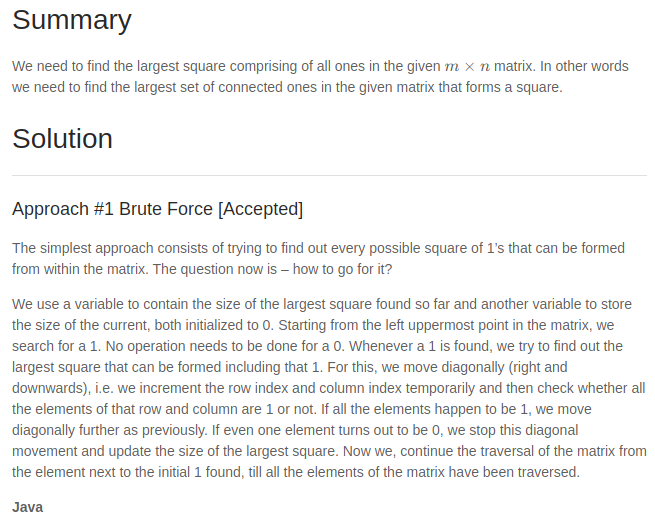 Summary
We need to find the largest square comprising of all ones in the given m × n matrix. In other words
we need to find the largest set of connected ones in the given matrix that forms a square.
Solution
Approach #1 Brute Force [Accepted]
The simplest approach consists of trying to find out every possible square of 1's that can be formed
from within the matrix. The question now is – how to go for it?
We use a variable to contain the size of the largest square found so far and another variable to store
the size of the current, both initialized to 0. Starting from the left uppermost point in the matrix, we
search for a 1. No operation needs to be done for a 0. Whenever a 1 is found, we try to find out the
largest square that can be formed including that 1. For this, we move diagonally (right and
downwards), i.e. we increment the row index and column index temporarily and then check whether all
the elements of that row and column are 1 or not. If all the elements happen to be 1, we move
diagonally further as previously. If even one element turns out to be 0, we stop this diagonal
movement and update the size of the largest square. Now we, continue the traversal of the matrix from
the element next to the initial 1 found, till all the elements of the matrix have been traversed.
Java